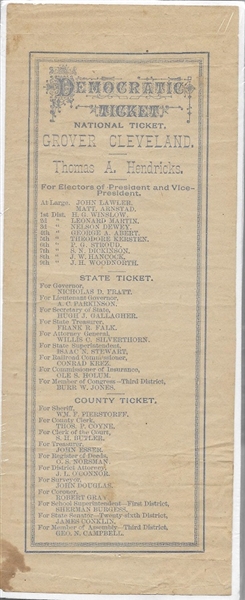 DEMOCRATIC
TICKET.
NATIONAL TICKET.
GROVER CLEVELAND.
Thomas A. Hendricks.
For Electors of President and Vice-
President.
At Large. JOHN LAWLER,
MATT. ARNSTAD.
1st Dist. H. G. WINSLOW.
2d " LEONARD MARTIN.
3d " NELSON DEWEY.
4th " GEORGE A. ABERT.
5th " THEODORE KERSTEN.
6th " P. G. STROUD.
7th " S. N. DICKINSON.
8th " J. W. HANCOCK.
9th " J. H. WOODNORTH.
STATE TICKET.
For Governor,
NICHOLAS D. FRATT.
For Lieutenant Governor,
A. C. PARKINSON.
For Secretary of State,
HUGH J. GALLAGHER.
For State Treasurer,
FRANK R. FALK.
For Attorney General,
WILLIS C. SILVERTHORN.
For State Superintendent,
ISAAC N. STEWART.
For Railroad Commissioner,
CONRAD KREZ.
For Commissioner of Insurance,
OLE S. HOLUM.
For Member of Congress—Third District,
BURR W. JONES.
COUNTY TICKET.
For Sheriff,
WM. F. PIERSTORFF.
For County Clerk,
THOS. P. COYNE.
For Clerk of the Court,
S. H. BUTLER.
For Treasurer,
JOHN ESSER.
For Register of Deeds,
O. S. NORSMAN.
For District Attorney,
J. L. O'CONNOR.
For Surveyor,
JOHN DOUGLAS.
For Coroner,
ROBERT GRAY.
For School Superintendent—First District,
SHERMAN BURGESS.
For State Senator—Twenty-sixth District,
JAMES CONKLIN.
For Member of Assembly—Third District,
GEO. N. CAMPBELL.